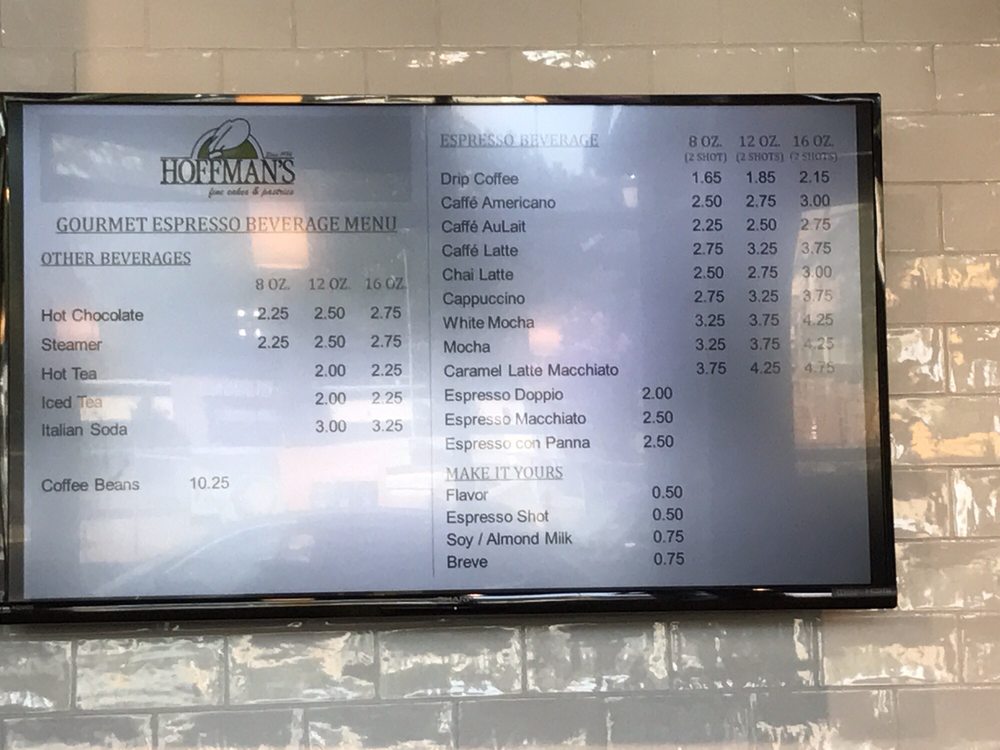 HOFFMAN'S
fine cakes & pastries
GOURMET ESPRESSO BEVERAGE MENU
OTHER BEVERAGES
8 OZ. 12 OZ. 16 OZ.
Hot Chocolate 2.25 2.50 2.75
Steamer 2.25 2.50 2.75
Hot Tea 2.00 2.25
Iced Tea 2.00 2.25
Italian Soda 3.00 3.25
Coffee Beans 10.25
ESPRESSO BEVERAGE 8 OZ. 12 OZ. 16 OZ.
(2 SHOT) (2 SHOTS) (2 SHOTS)
Drip Coffee 1.65 1.85 2.15
Caffé Americano 2.50 2.75 3.00
Caffé AuLait 2.25 2.50 2.75
Caffé Latte 2.75 3.25 3.75
Chai Latte 2.50 2.75 3.00
Cappuccino 2.75 3.25 3.75
White Mocha 3.25 3.75 4.25
Mocha 3.25 3.75 4.25
Caramel Latte Macchiato 3.75 4.25 4.75
Espresso Doppio 2.00
Espresso Macchiato 2.50
Espresso con Panna 2.50
MAKE IT YOURS
Flavor 0.50
Espresso Shot 0.50
Soy / Almond Milk 0.75
Breve 0.75